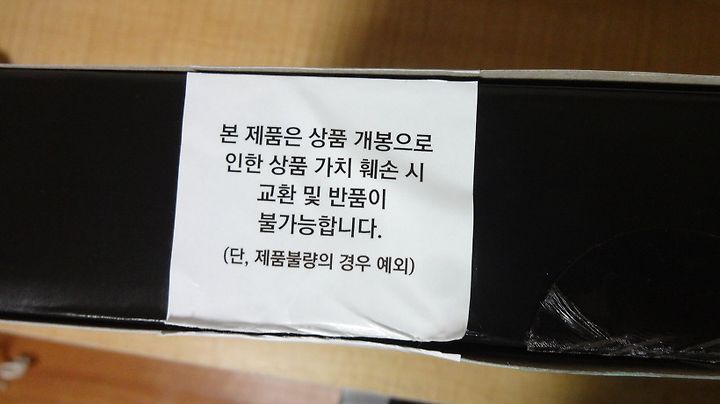 본 제품은 상품 개봉으로
인한 상품 가치 훼손 시
교환 및 반품이
불가능합니다.
(단, 제품불량의 경우 예외)